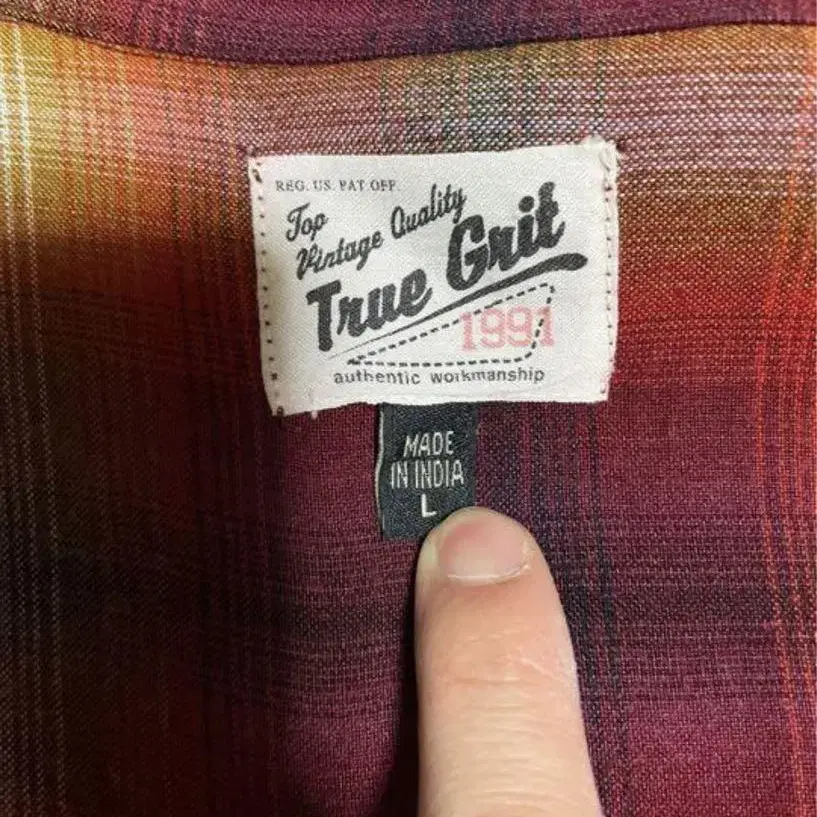 REG. US. PAT OFF.
Top
Vintage Quality
True Grit
1991
authentic workmanship
MADE
IN INDIA
L